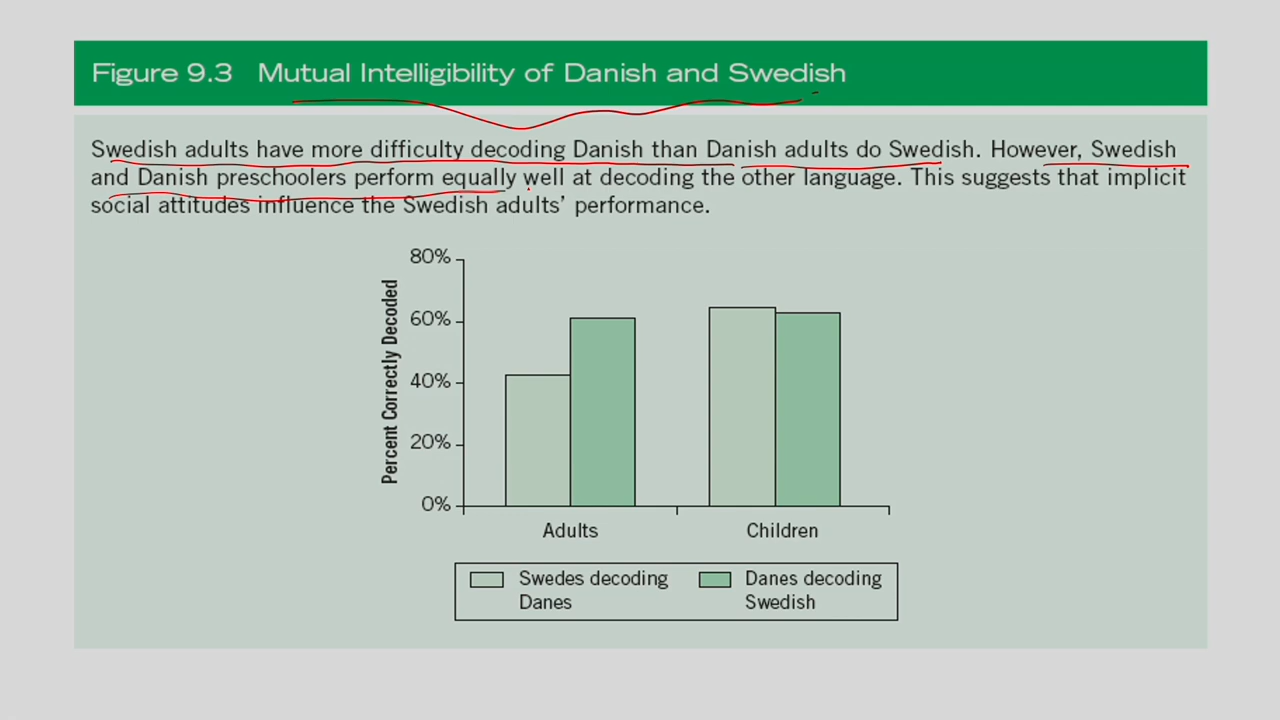 Figure 9.3 Mutual Intelligibility of Danish and Swedish
Swedish adults have more difficulty decoding Danish than Danish adults do Swedish. However, Swedish
and Danish preschoolers perform equally well at decoding the other language. This suggests that implicit
social attitudes influence the Swedish adults’ performance.
Percent Correctly Decoded
80%
60%
40%
20%
0%
Adults
Children
Swedes decoding
Danes
Danes decoding
Swedish